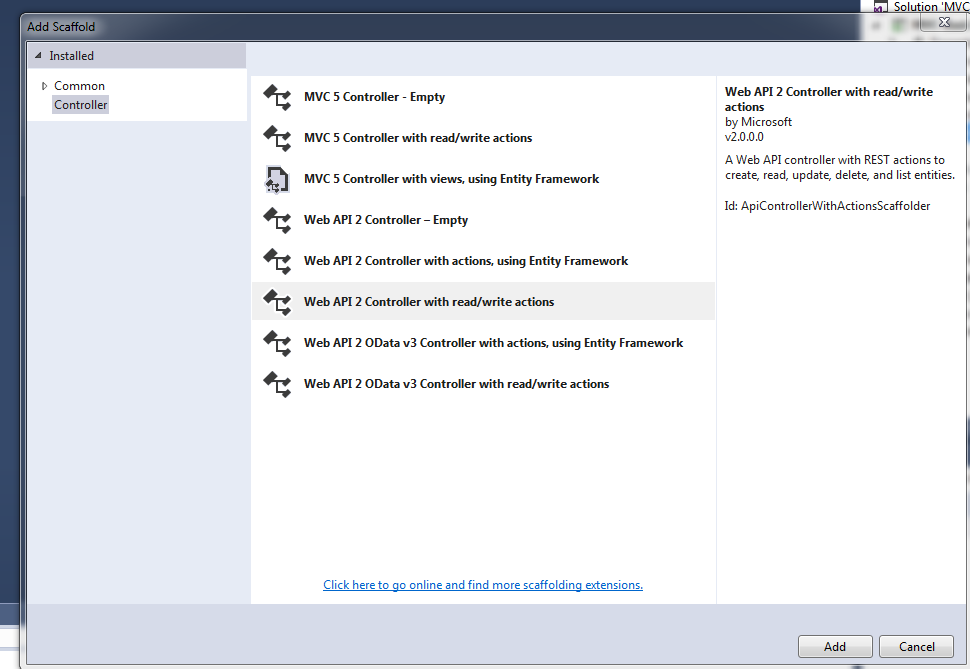 Solution 'MVC
Add Scaffold
Installed
Common
Controller
MVC 5 Controller - Empty
MVC 5 Controller with read/write actions
MVC 5 Controller with views, using Entity Framework
Web API 2 Controller – Empty
Web API 2 Controller with actions, using Entity Framework
Web API 2 Controller with read/write actions
Web API 2 OData v3 Controller with actions, using Entity Framework
Web API 2 OData v3 Controller with read/write actions
Click here to go online and find more scaffolding extensions.
Web API 2 Controller with read/write
actions
by Microsoft
v2.0.0.0
A Web API controller with REST actions to
create, read, update, delete, and list entities.
Id: ApiControllerWithActionsScaffolder
Add
Cancel